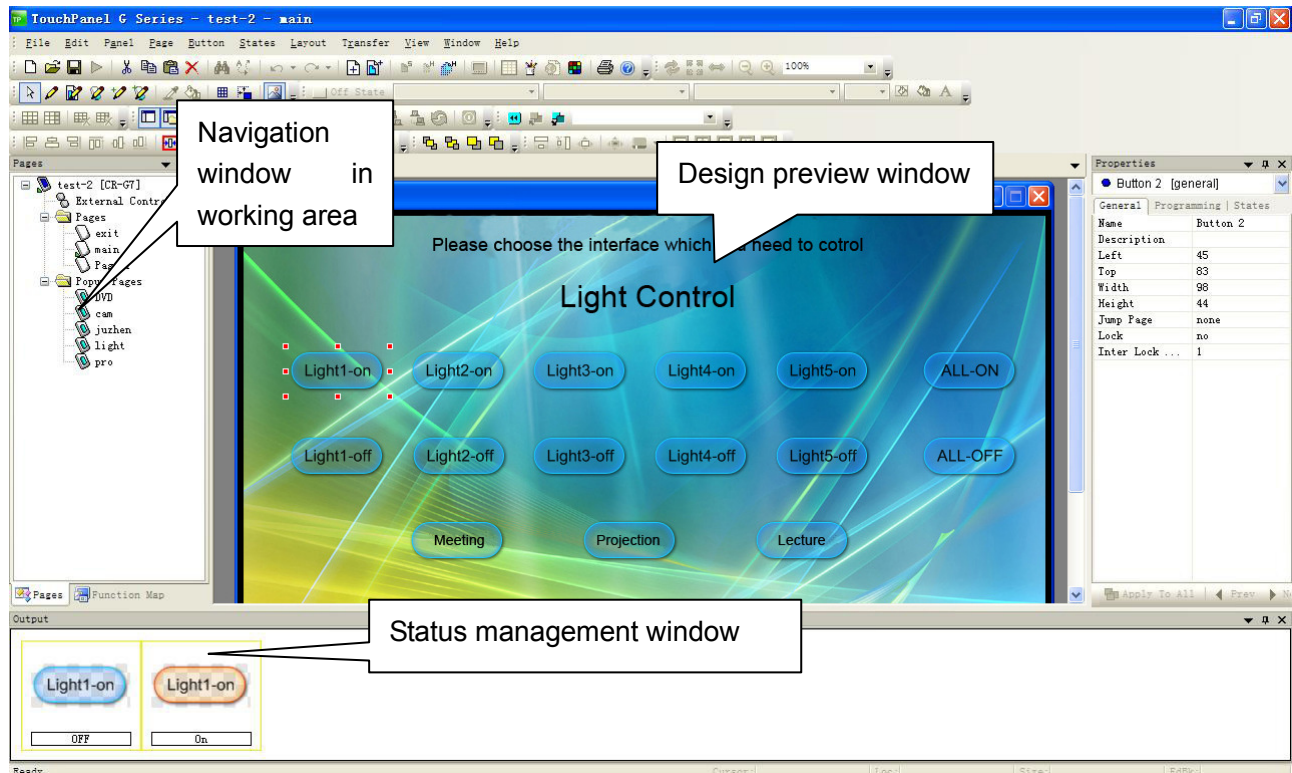 TP TouchPanel G Series - test-2 - main
File Edit Panel Page Button States Layout Transfer View Window Help
100%
Off State
Navigation
window in
working area
Design preview window
Pages
test-2 [CR-G7]
External Contro
Pages
exit
main
Popup Pages
DVD
cam
juzhen
light
pro
Pages Function Map
Please choose the interface which need to cotrol
Light Control
Light1-on Light2-on Light3-on Light4-on Light5-on ALL-ON
Light1-off Light2-off Light3-off Light4-off Light5-off ALL-OFF
Meeting Projection Lecture
Properties
Button 2 [general]
General Programming States
Name Button 2
Description
Left 45
Top 83
Width 98
Height 44
Jump Page none
Lock no
Inter Lock ... 1
Apply To All Prev
Output
Status management window
Light1-on Light1-on
OFF On
Ready Cursor: Loc: Size: